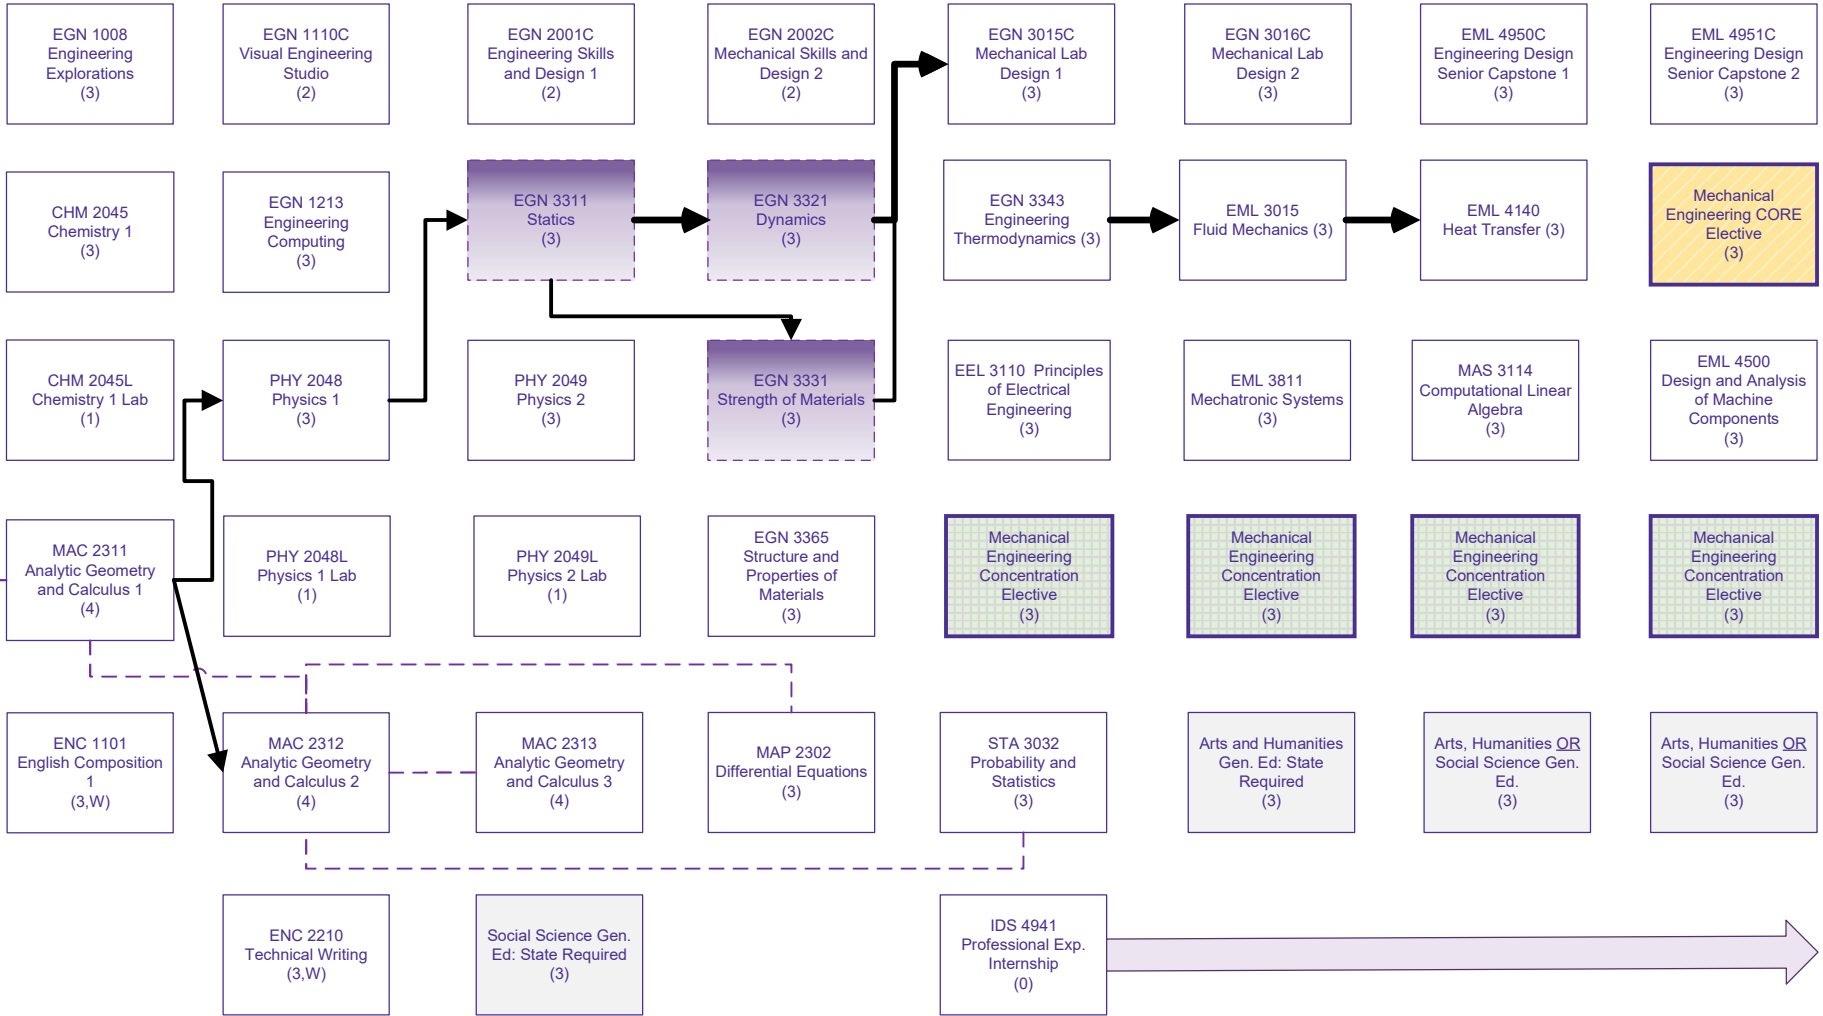 EGN 1008
Engineering
Explorations
(3)
EGN 1110C
Visual Engineering
Studio
(2)
EGN 2001C
Engineering Skills
and Design 1
(2)
EGN 2002C
Mechanical Skills and
Design 2
(2)
EGN 3015C
Mechanical Lab
Design 1
(3)
EGN 3016C
Mechanical Lab
Design 2
(3)
EML 4950C
Engineering Design
Senior Capstone 1
(3)
EML 4951C
Engineering Design
Senior Capstone 2
(3)
CHM 2045
Chemistry 1
(3)
EGN 1213
Engineering
Computing
(3)
EGN 3311
Statics
(3)
EGN 3321
Dynamics
(3)
EGN 3343
Engineering
Thermodynamics (3)
EML 3015
Fluid Mechanics (3)
EML 4140
Heat Transfer (3)
Mechanical
Engineering CORE
Elective
(3)
CHM 2045L
Chemistry 1 Lab
(1)
PHY 2048
Physics 1
(3)
PHY 2049
Physics 2
(3)
EGN 3331
Strength of Materials
(3)
EEL 3110  Principles
of Electrical
Engineering
(3)
EML 3811
Mechatronic Systems
(3)
MAS 3114
Computational Linear
Algebra
(3)
EML 4500
Design and Analysis
of Machine
Components
(3)
MAC 2311
Analytic Geometry
and Calculus 1
(4)
PHY 2048L
Physics 1 Lab
(1)
PHY 2049L
Physics 2 Lab
(1)
EGN 3365
Structure and
Properties of
Materials
(3)
Mechanical
Engineering
Concentration
Elective
(3)
Mechanical
Engineering
Concentration
Elective
(3)
Mechanical
Engineering
Concentration
Elective
(3)
Mechanical
Engineering
Concentration
Elective
(3)
ENC 1101
English Composition
1
(3,W)
MAC 2312
Analytic Geometry
and Calculus 2
(4)
MAC 2313
Analytic Geometry
and Calculus 3
(4)
MAP 2302
Differential Equations
(3)
STA 3032
Probability and
Statistics
(3)
Arts and Humanities
Gen. Ed: State
Required
(3)
Arts, Humanities OR
Social Science Gen.
Ed.
(3)
Arts, Humanities OR
Social Science Gen.
Ed.
(3)
ENC 2210
Technical Writing
(3,W)
Social Science Gen.
Ed: State Required
(3)
IDS 4941
Professional Exp.
Internship
(0)